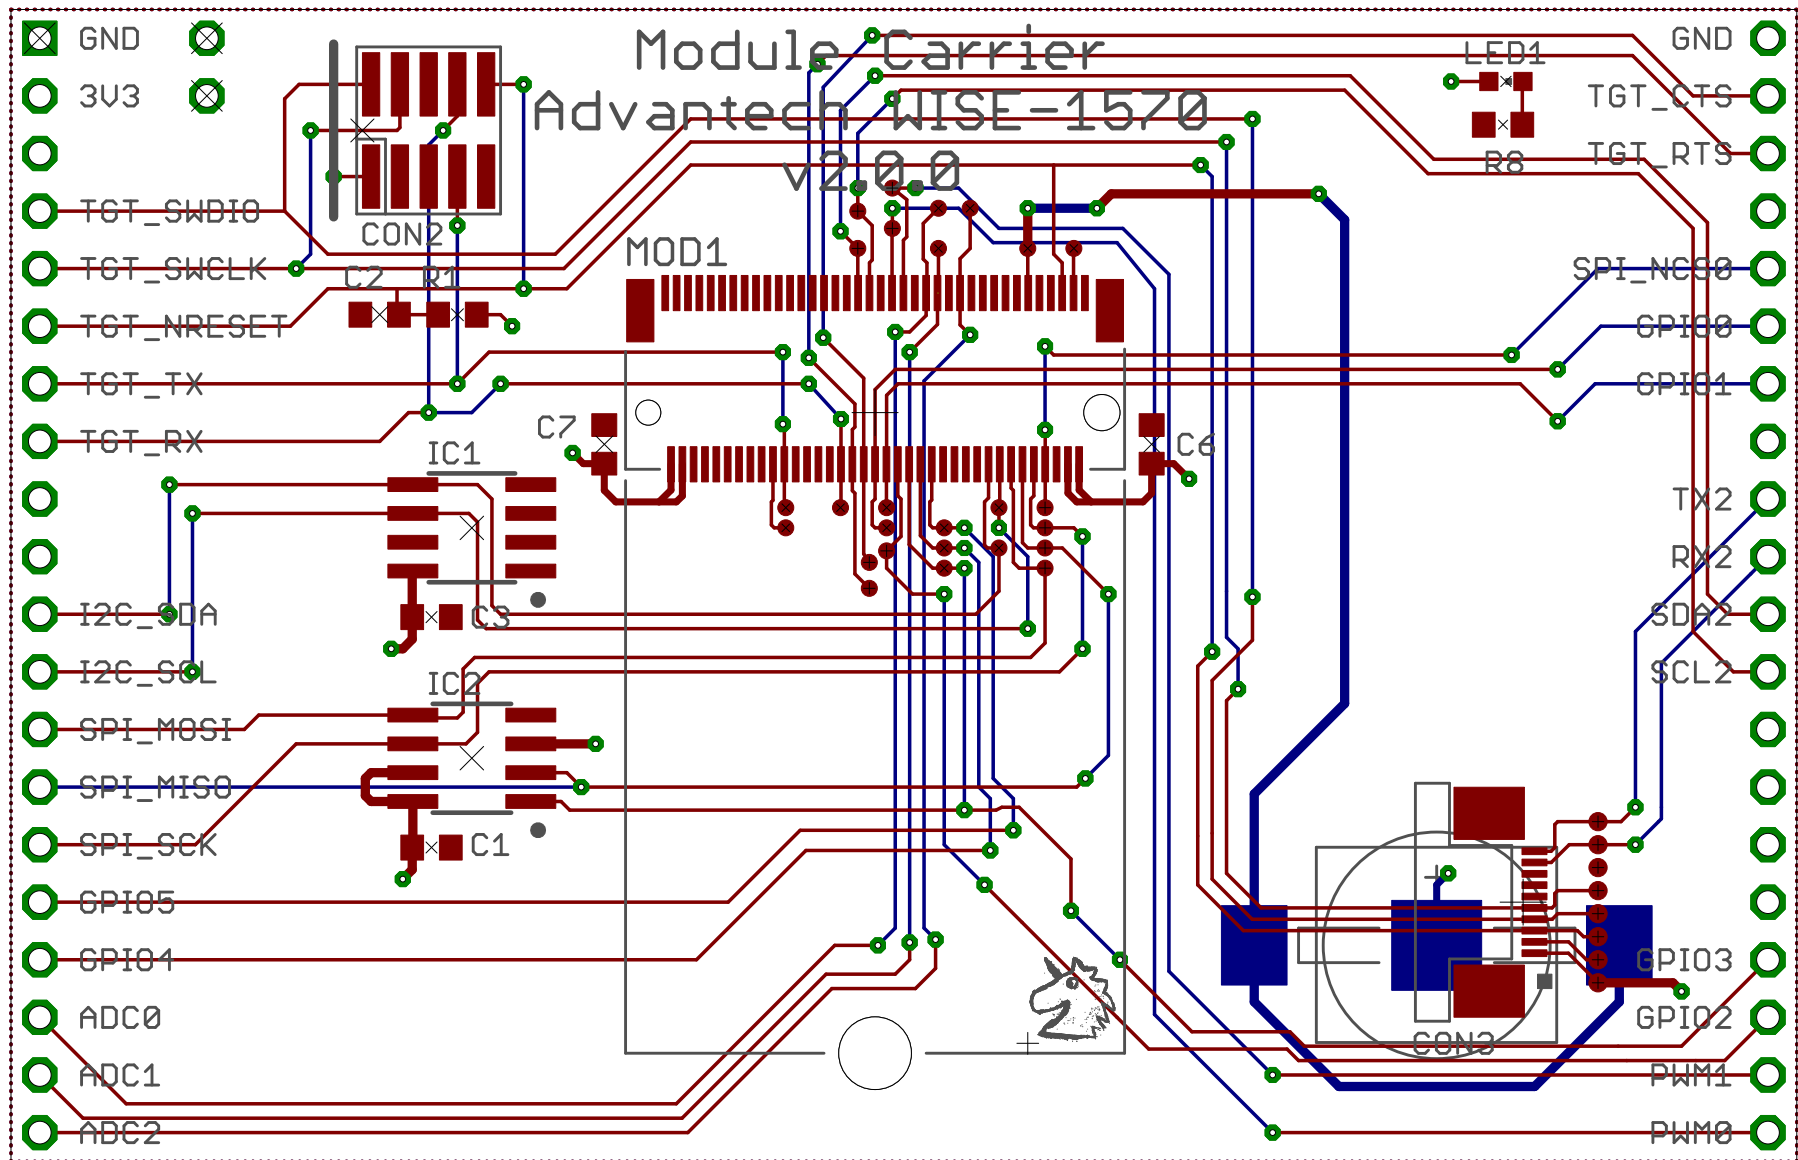 Module Carrier
Advantech WISE-1570
v2.0.0
GND
3V3
TGT_SWDIO
TGT_SWCLK
TGT_NRESET
TGT_TX
TGT_RX
I2C_SDA
I2C_SCL
SPI_MOSI
SPI_MISO
SPI_SCK
GPIO5
GPIO4
ADC0
ADC1
ADC2
CON2
C2
R1
IC1
C3
IC2
C1
MOD1
C7
C6
LED1
R8
CON3
+
GND
TGT_CTS
TGT_RTS
SPI_NCS0
GPIO0
GPIO1
TX2
RX2
SDA2
SCL2
GPIO3
GPIO2
PWM1
PWM0